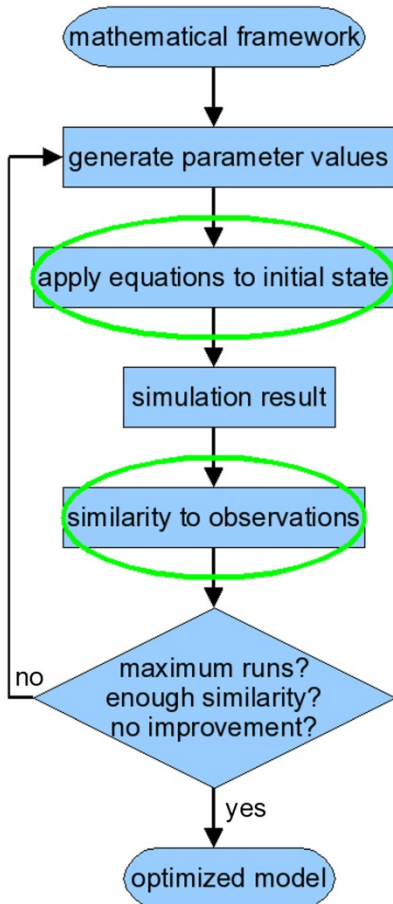 mathematical framework
generate parameter values
apply equations to initial state
simulation result
similarity to observations
maximum runs?
enough similarity?
no improvement?
no
yes
optimized model